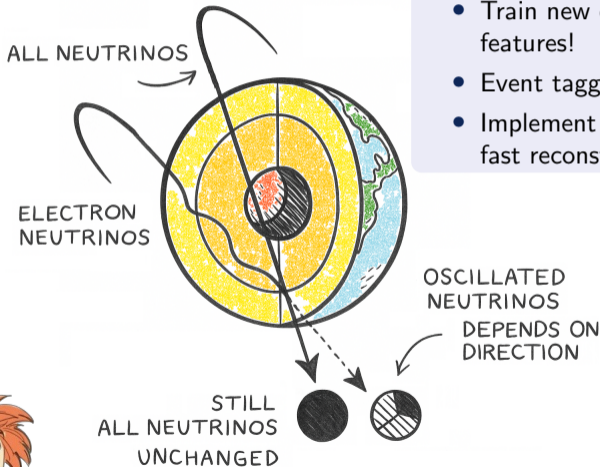 • Train new
features!
• Event tagg
• Implement
fast recons
ALL NEUTRINOS
ELECTRON
NEUTRINOS
OSCILLATED
NEUTRINOS
DEPENDS ON
DIRECTION
STILL
ALL NEUTRINOS
UNCHANGED